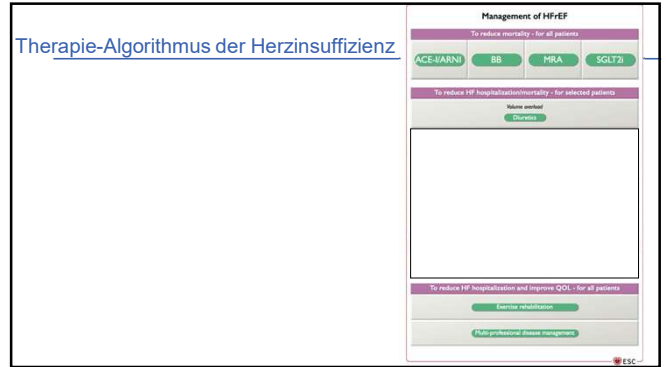 Management of HFrEF
To reduce mortality - for all patients
Therapie-Algorithmus der Herzinsuffizienz
ACE-I/ARNI BB MRA SGLT2i
To reduce HF hospitalization/mortality - for selected patients
Volume overload
Diuretics
To reduce HF hospitalization and improve QOL - for all patients
Exercise rehabilitation
Multi-professional disease management
ESC